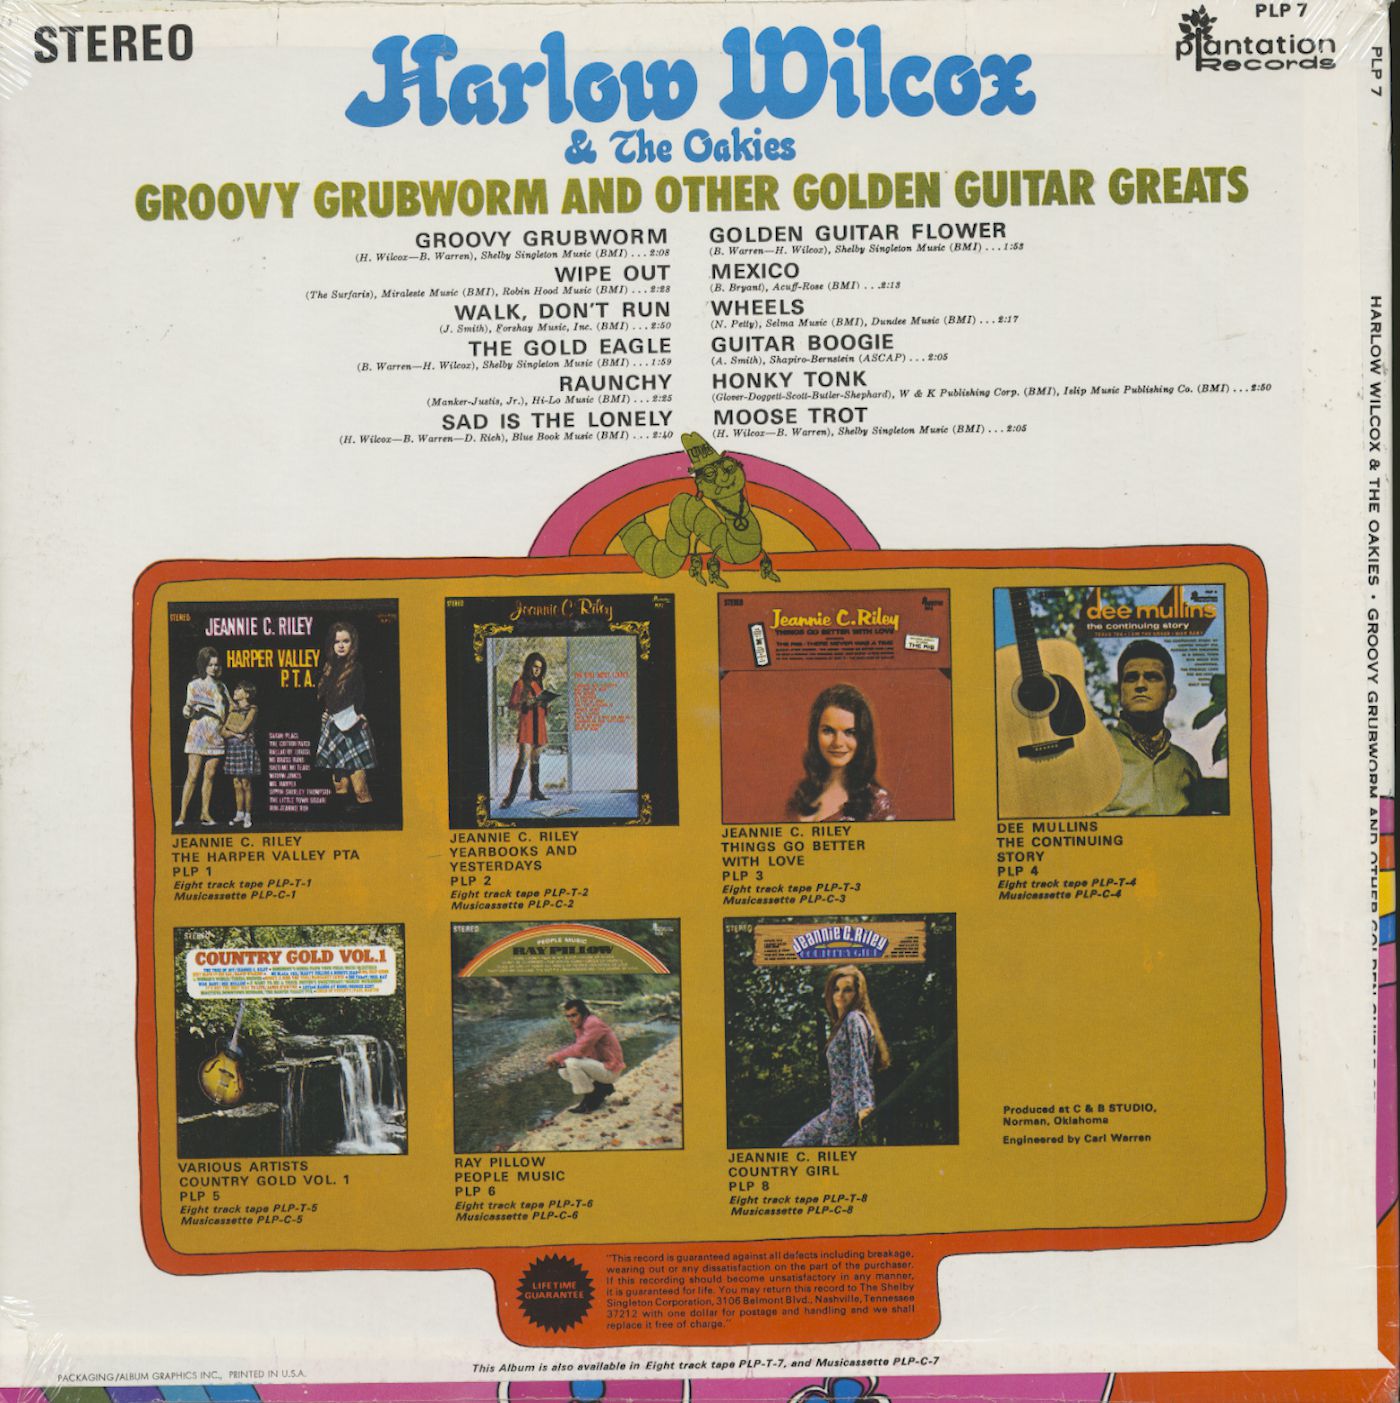 STEREO
PLP 7
Plantation
Records
Harlow Wilcox
& The Oakies
GROOVY GRUBWORM AND OTHER GOLDEN GUITAR GREATS
GROOVY GRUBWORM
(H. Wilcox—B. Warren), Shelby Singleton Music (BMI) . . . 2:08
WIPE OUT
(The Surfaris), Miraleste Music (BMI), Robin Hood Music (BMI) . . . 2:28
WALK, DON'T RUN
(J. Smith), Forshay Music, Inc. (BMI) . . . 2:50
THE GOLD EAGLE
(B. Warren—H. Wilcox), Shelby Singleton Music (BMI) . . . 1:59
RAUNCHY
(Manker-Justis, Jr.), Hi-Lo Music (BMI) . . . 2:25
SAD IS THE LONELY
(H. Wilcox—B. Warren—D. Rich), Blue Book Music (BMI) . . . 2:40
GOLDEN GUITAR FLOWER
(B. Warren—H. Wilcox), Shelby Singleton Music (BMI) . . . 1:53
MEXICO
(B. Bryant), Acuff-Rose (BMI) . . . 2:13
WHEELS
(N. Petty), Selma Music (BMI), Dundee Music (BMI) . . . 2:17
GUITAR BOOGIE
(A. Smith), Shapiro-Bernstein (ASCAP) . . . 2:05
HONKY TONK
(Glover-Doggett-Scott-Butler-Shephard), W & K Publishing Corp. (BMI), Islip Music Publishing Co. (BMI) . . . 2:50
MOOSE TROT
(H. Wilcox—B. Warren), Shelby Singleton Music (BMI) . . . 2:05
STEREO
JEANNIE C. RILEY
HARPER VALLEY
P.T.A.
JEANNIE C. RILEY
THE HARPER VALLEY PTA
PLP 1
Eight track tape PLP-T-1
Musicassette PLP-C-1
STEREO
Jeannie C. Riley
JEANNIE C. RILEY
YEARBOOKS AND
YESTERDAYS
PLP 2
Eight track tape PLP-T-2
Musicassette PLP-C-2
STEREO
Jeannie C. Riley
THINGS GO BETTER WITH LOVE
THE RIB
JEANNIE C. RILEY
THINGS GO BETTER
WITH LOVE
PLP 3
Eight track tape PLP-T-3
Musicassette PLP-C-3
dee mullins
the continuing story
DEE MULLINS
THE CONTINUING
STORY
PLP 4
Eight track tape PLP-T-4
Musicassette PLP-C-4
STEREO
COUNTRY GOLD VOL.1
VARIOUS ARTISTS
COUNTRY GOLD VOL. 1
PLP 5
Eight track tape PLP-T-5
Musicassette PLP-C-5
STEREO
PEOPLE MUSIC
RAY PILLOW
RAY PILLOW
PEOPLE MUSIC
PLP 6
Eight track tape PLP-T-6
Musicassette PLP-C-6
STEREO
Jeannie C. Riley
COUNTRY GIRL
JEANNIE C. RILEY
COUNTRY GIRL
PLP 8
Eight track tape PLP-T-8
Musicassette PLP-C-8
Produced at C & B STUDIO,
Norman, Oklahoma
Engineered by Carl Warren
LIFETIME
GUARANTEE
"This record is guaranteed against all defects including breakage,
wearing out or any dissatisfaction on the part of the purchaser.
If this recording should become unsatisfactory in any manner,
it is guaranteed for life. You may return this record to The Shelby
Singleton Corporation, 3106 Belmont Blvd., Nashville, Tennessee
37212 with one dollar for postage and handling and we shall
replace it free of charge."
This Album is also available in Eight track tape PLP-T-7, and Musicassette PLP-C-7
PACKAGING/ALBUM GRAPHICS INC., PRINTED IN U.S.A.
PLP 7
HARLOW WILCOX & THE OAKIES • GROOVY GRUBWORM AND OTHER GOLDEN